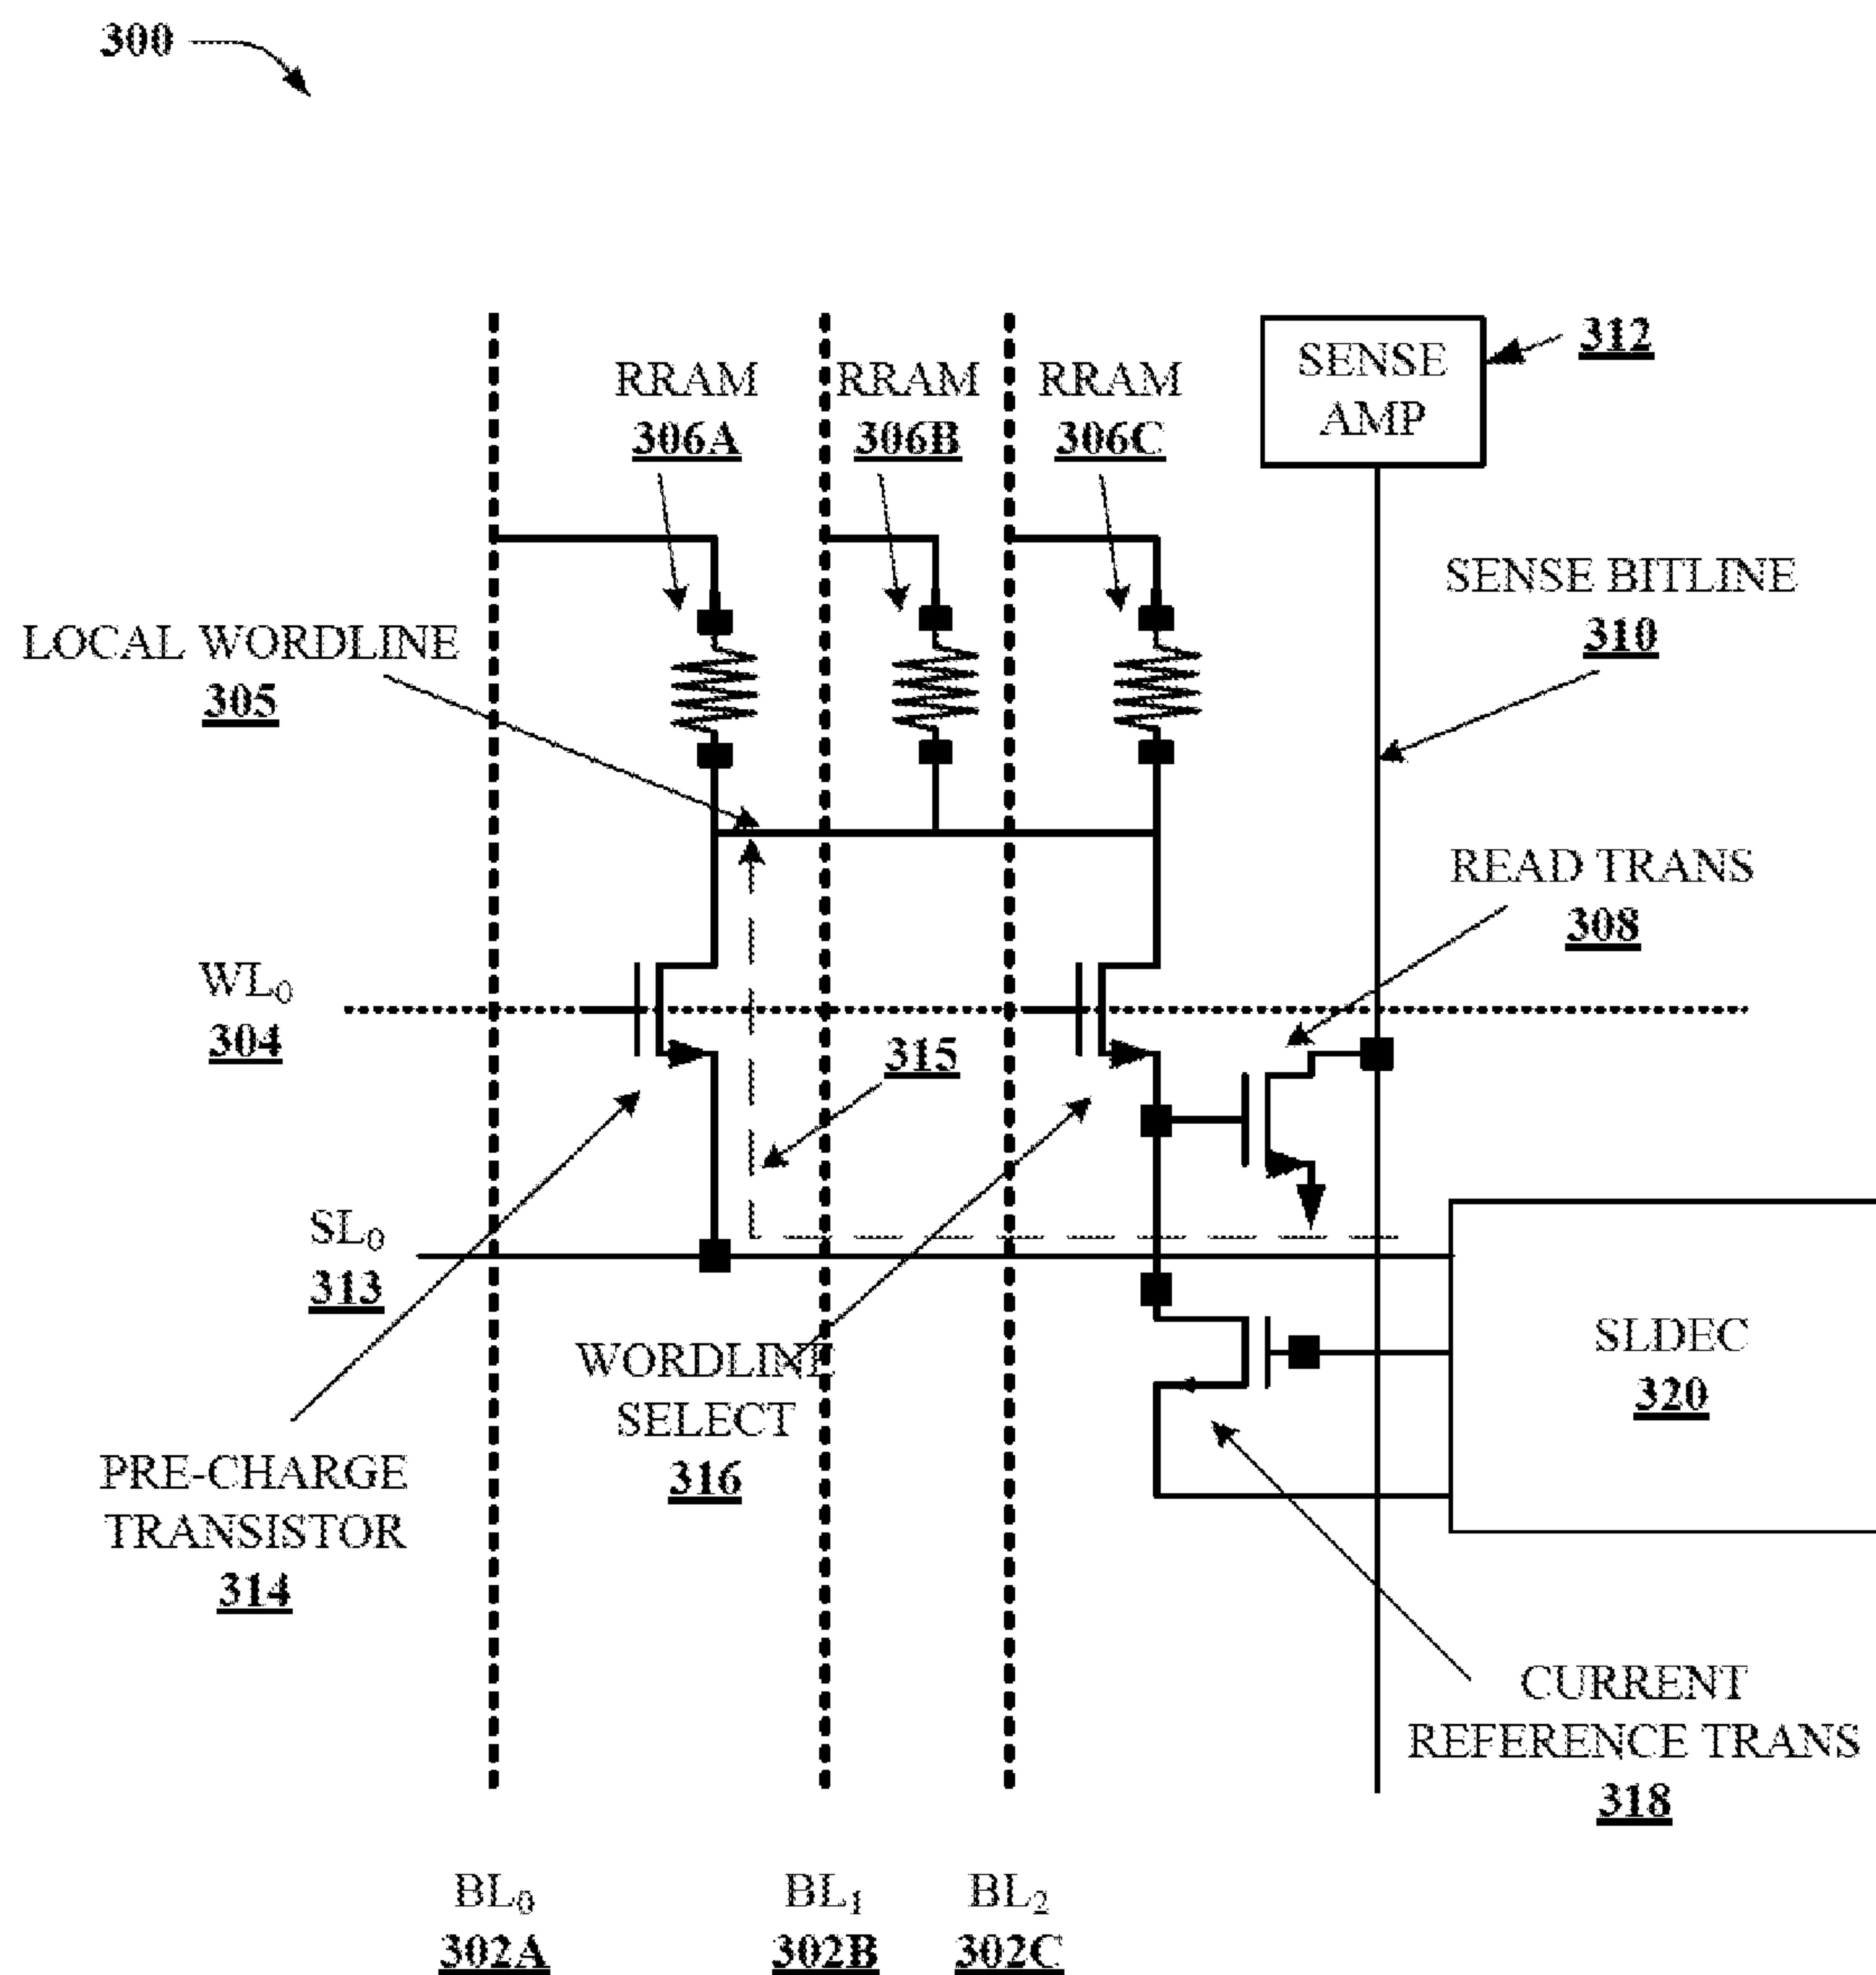 300
312
SENSE
AMP
RRAM
306A
RRAM
306B
RRAM
306C
SENSE BITLINE
310
LOCAL WORDLINE
305
READ TRANS
308
WL₀
304
315
SL₀
313
SLDEC
320
WORDLINE
SELECT
316
PRE-CHARGE
TRANSISTOR
314
CURRENT
REFERENCE TRANS
318
BL₀
302A
BL₁
302B
BL₂
302C